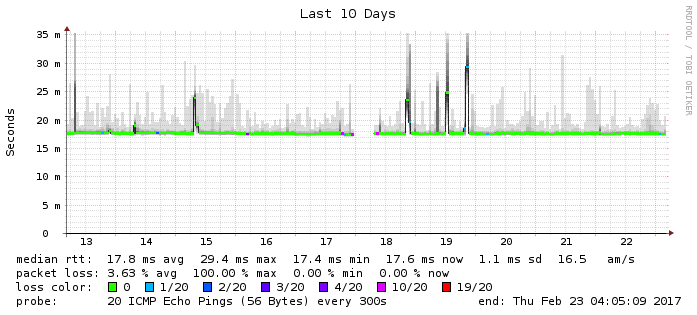 Last 10 Days
RRDTOOL / TOBI OETIKER
Seconds
35 m
30 m
25 m
20 m
15 m
10 m
5 m
0
13 14 15 16 17 18 19 20 21 22
median rtt: 17.8 ms avg 29.4 ms max 17.4 ms min 17.6 ms now 1.1 ms sd 16.5 am/s
packet loss: 3.63 % avg 100.00 % max 0.00 % min 0.00 % now
loss color: 0 1/20 2/20 3/20 4/20 10/20 19/20
probe: 20 ICMP Echo Pings (56 Bytes) every 300s end: Thu Feb 23 04:05:09 2017